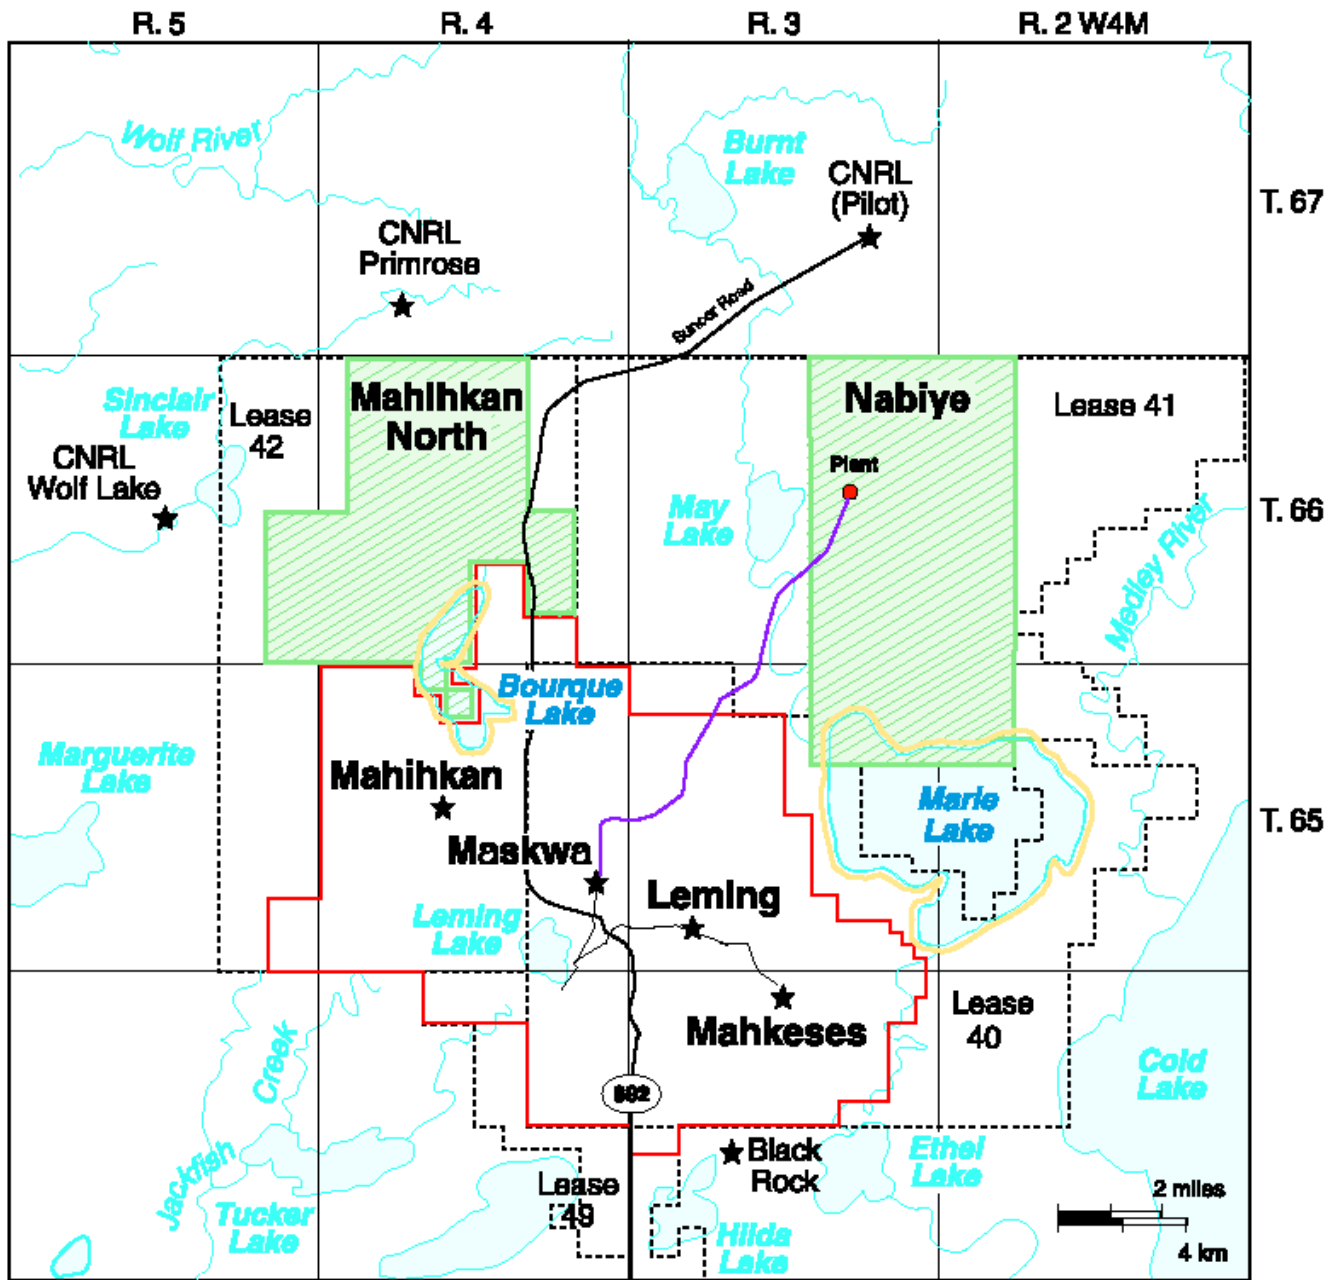 R. 5 R. 4 R. 3 R. 2 W4M
Wolf River
Burnt
Lake
CNRL
(Pilot)
T. 67
CNRL
Primrose
Suncor Road
Sinclair
Lake
Lease
42
Mahihkan
North
Nabiye
Lease 41
CNRL
Wolf Lake
Plant
May
Lake
T. 66
Medley River
Bourque
Lake
Marguerite
Lake
Mahihkan
Marie
Lake
T. 65
Maskwa
Leming
Leming
Lake
Mahkeses
Lease
40
Creek
Cold
Lake
892
Jackfish
Black
Rock
Ethel
Lake
Lease
49
Tucker
Lake
Hilda
Lake
2 miles
4 km